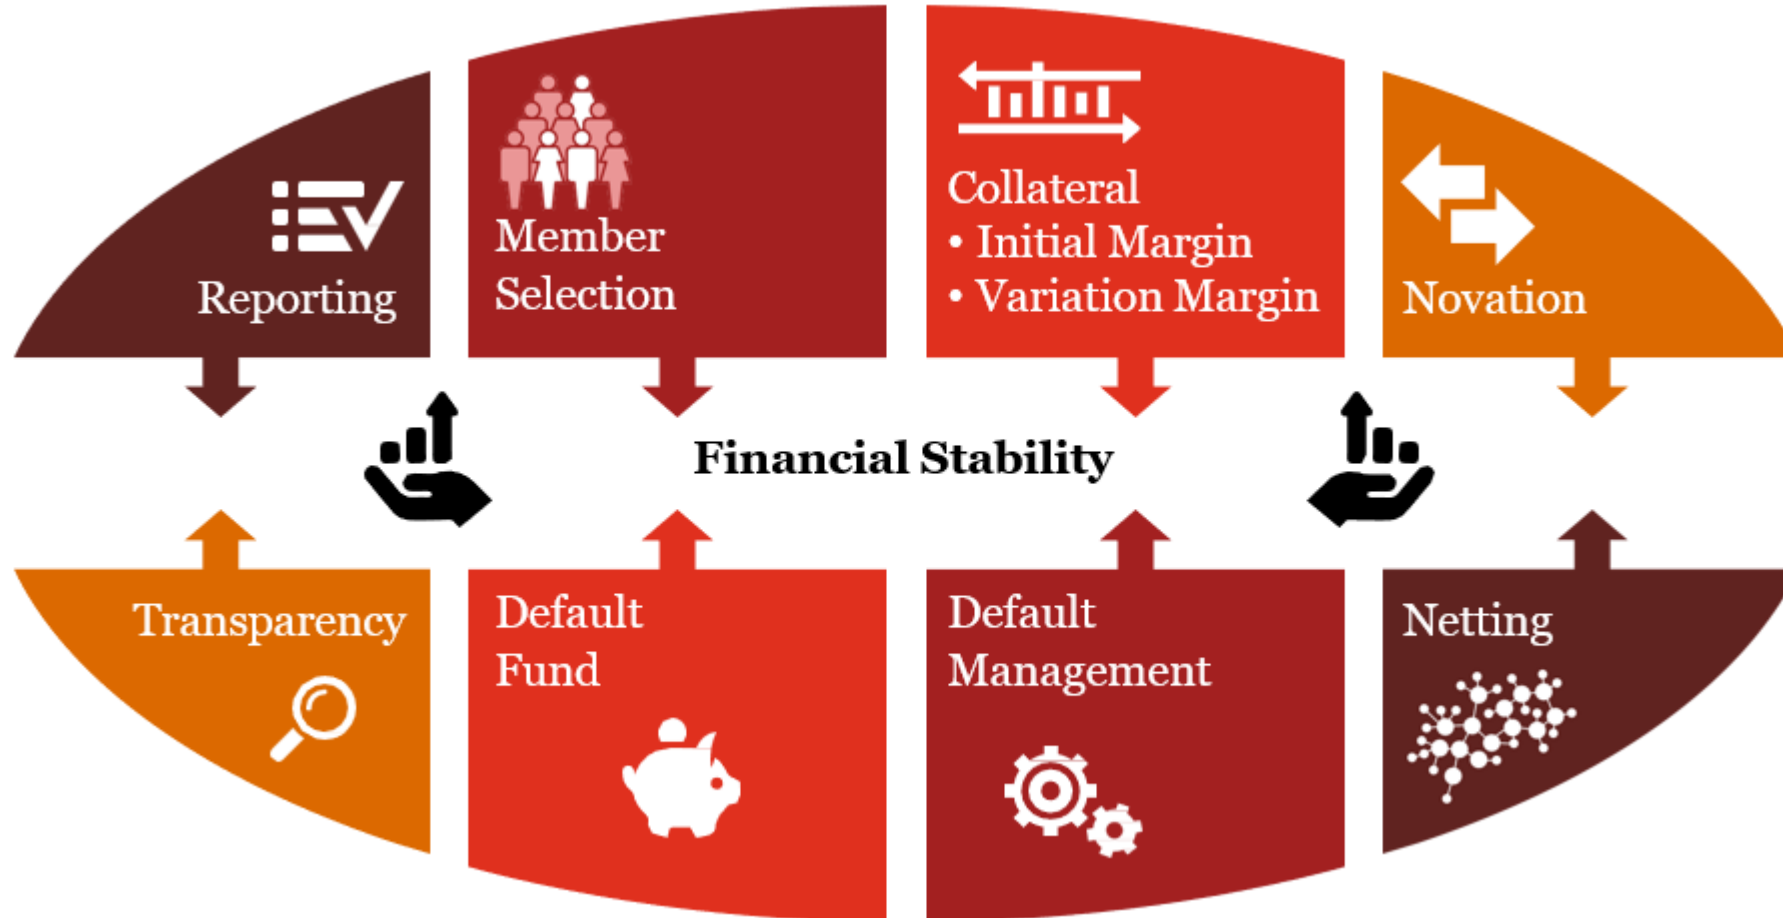 Reporting
Member
Selection
Collateral
• Initial Margin
• Variation Margin
Novation
Financial Stability
Transparency
Default
Fund
Default
Management
Netting